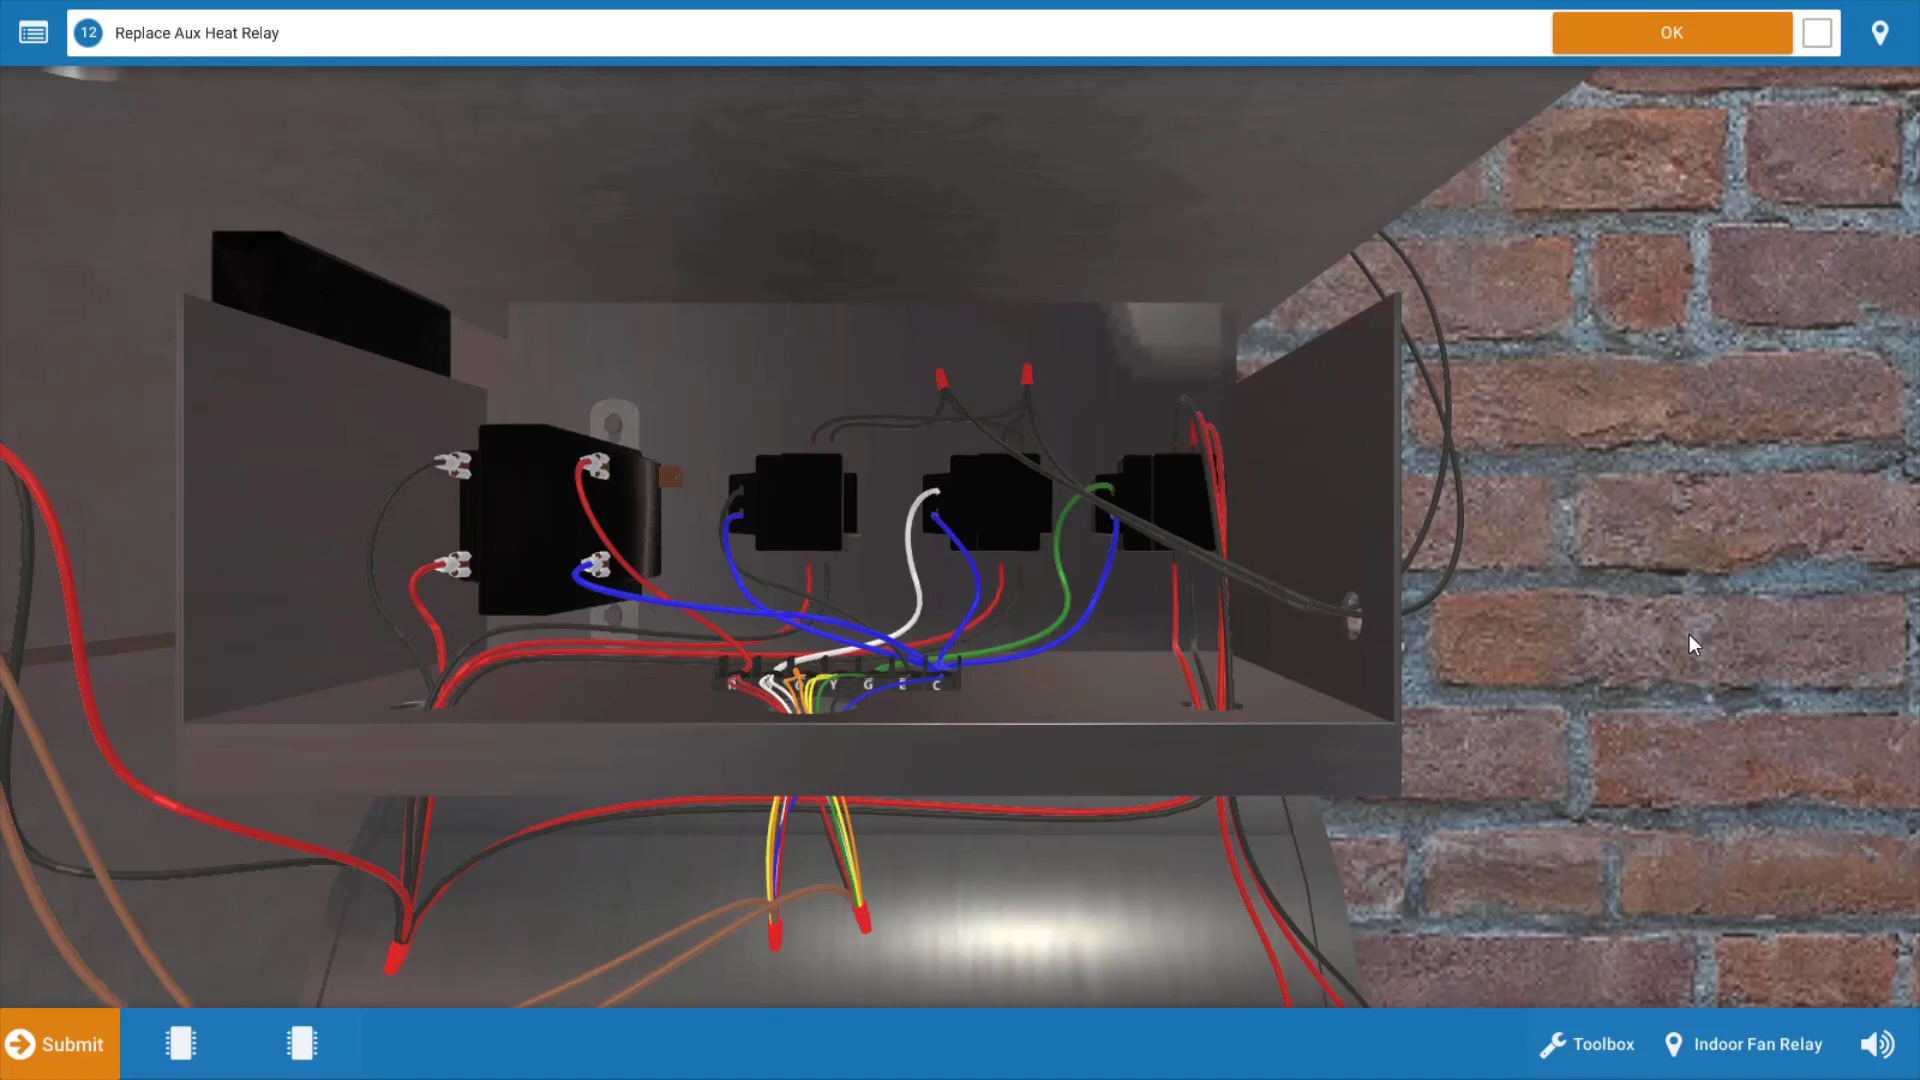 12 Replace Aux Heat Relay
OK
Y G E C
Submit
Toolbox
Indoor Fan Relay